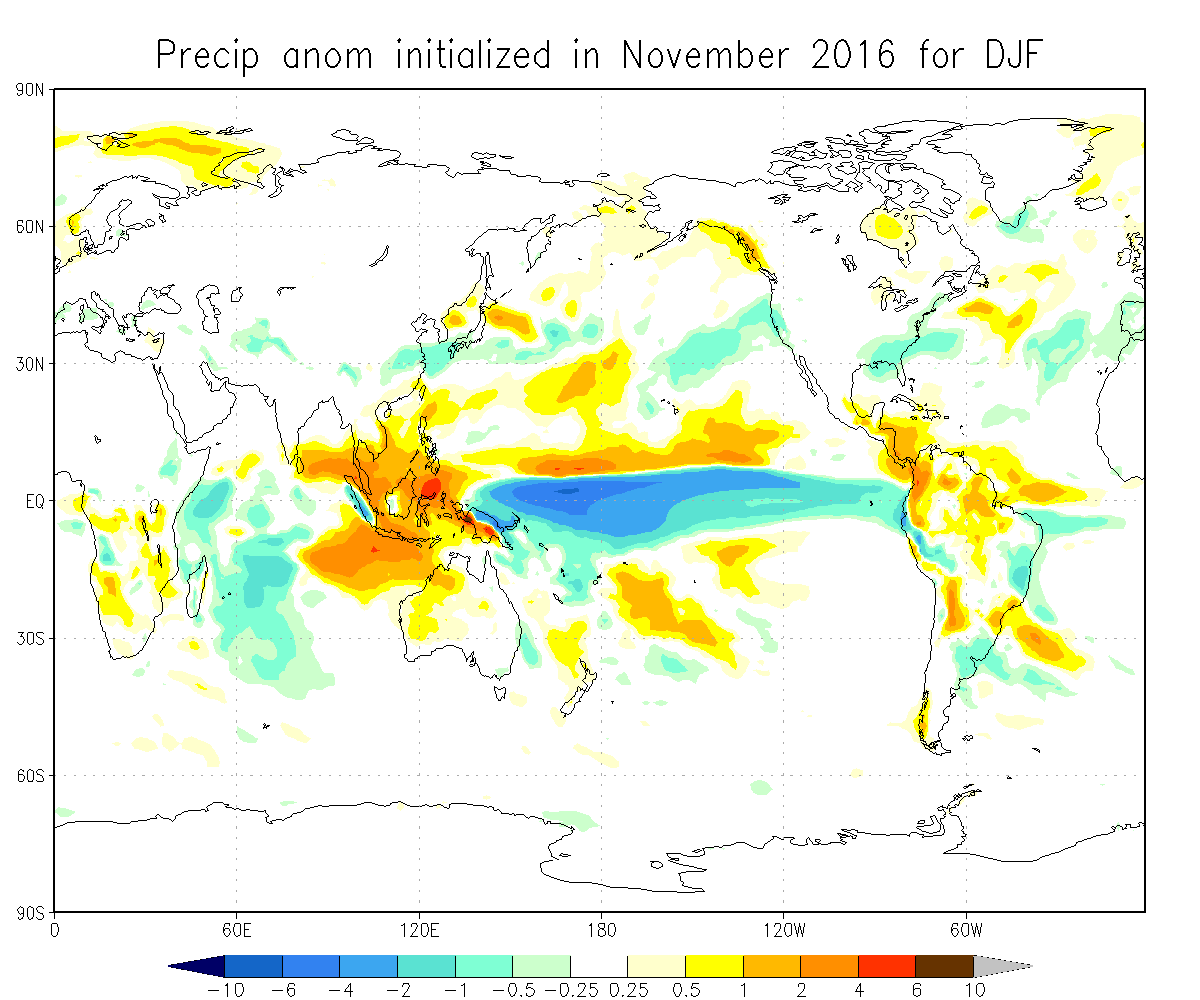 Precip anom initialized in November 2016 for DJF
90N
60N
30N
EQ
30S
60S
90S
0 60E 120E 180 120W 60W
-10 -6 -4 -2 -1 -0.5 -0.25 0.25 0.5 1 2 4 6 10